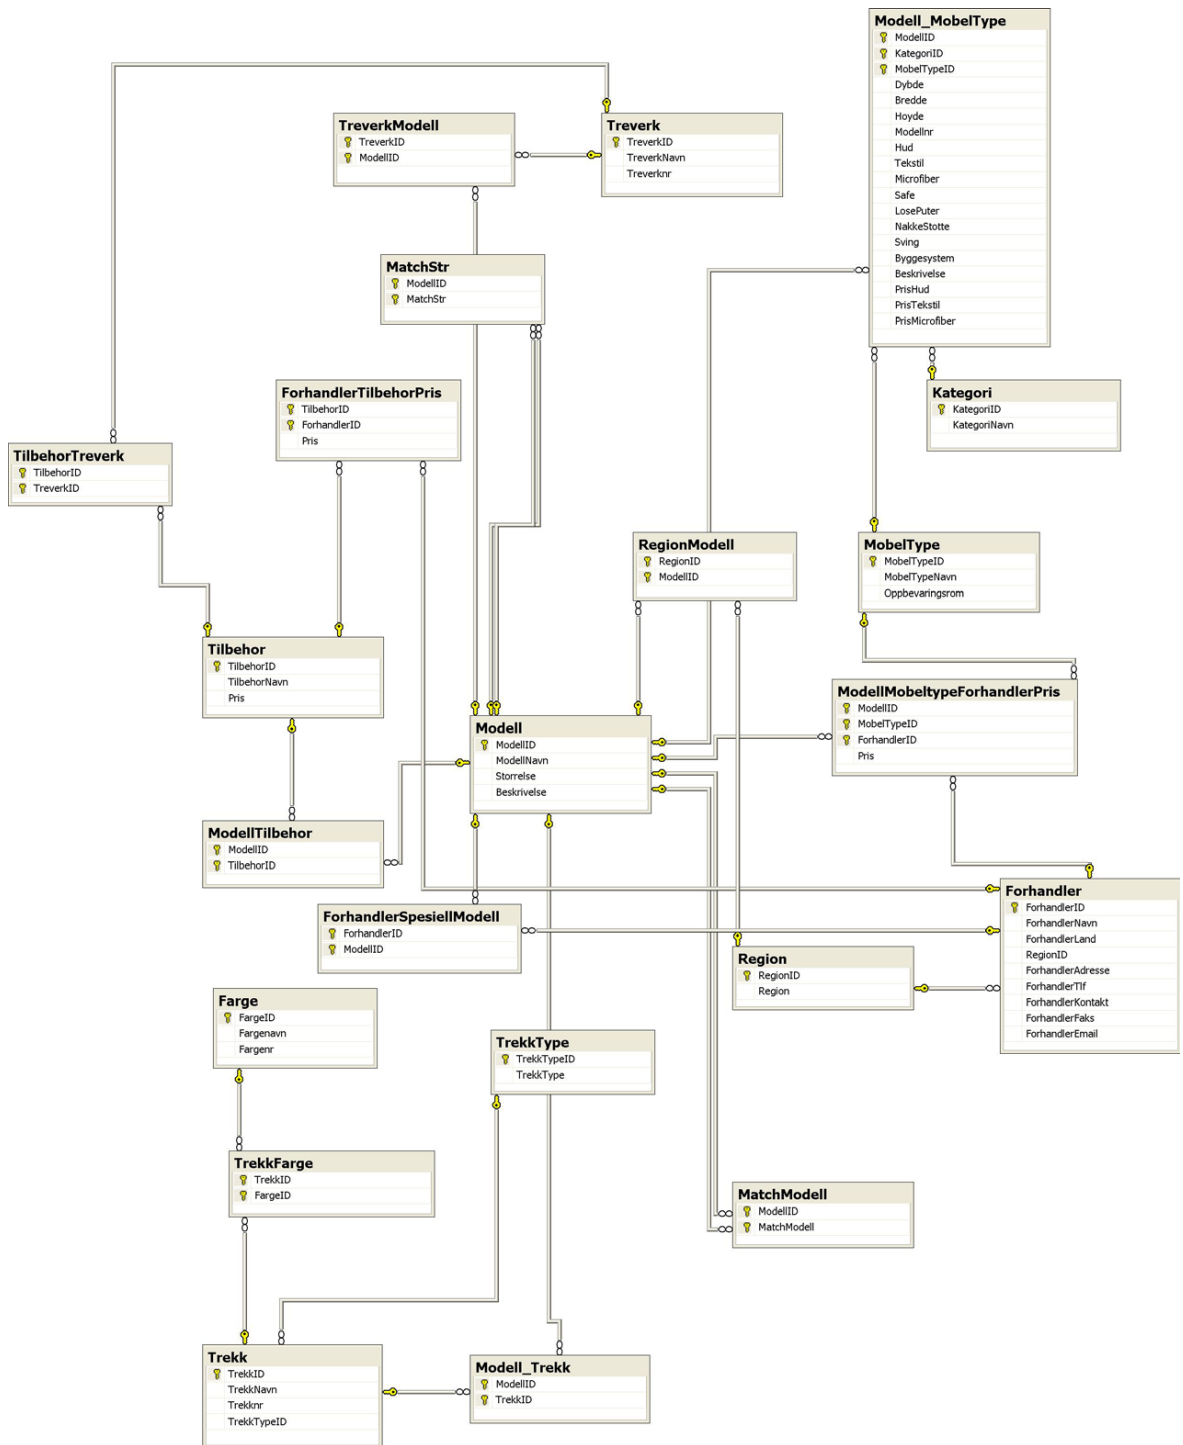 Modell_MobelType
ModellID
KategoriID
MobelTypeID
Dybde
Bredde
Hoyde
Modellnr
Hud
Tekstil
Microfiber
Safe
LosePuter
NakkeStotte
Sving
Byggesystem
Beskrivelse
PrisHud
PrisTekstil
PrisMicrofiber
TreverkModell
TreverkID
ModellID
Treverk
TreverkID
TreverkNavn
Treverknr
MatchStr
ModellID
MatchStr
ForhandlerTilbehorPris
TilbehorID
ForhandlerID
Pris
Kategori
KategoriID
KategoriNavn
TilbehorTreverk
TilbehorID
TreverkID
RegionModell
RegionID
ModellID
MobelType
MobelTypeID
MobelTypeNavn
Oppbevaringsrom
Tilbehor
TilbehorID
TilbehorNavn
Pris
ModellMobeltypeForhandlerPris
ModellID
MobelTypeID
ForhandlerID
Pris
Modell
ModellID
ModellNavn
Storrelse
Beskrivelse
ModellTilbehor
ModellID
TilbehorID
Forhandler
ForhandlerID
ForhandlerNavn
ForhandlerLand
RegionID
ForhandlerAdresse
ForhandlerTlf
ForhandlerKontakt
ForhandlerFaks
ForhandlerEmail
ForhandlerSpesiellModell
ForhandlerID
ModellID
Region
RegionID
Region
Farge
FargeID
Fargenavn
Fargenr
TrekkType
TrekkTypeID
TrekkType
TrekkFarge
TrekkID
FargeID
MatchModell
ModellID
MatchModell
Trekk
TrekkID
TrekkNavn
Trekknr
TrekkTypeID
Modell_Trekk
ModellID
TrekkID